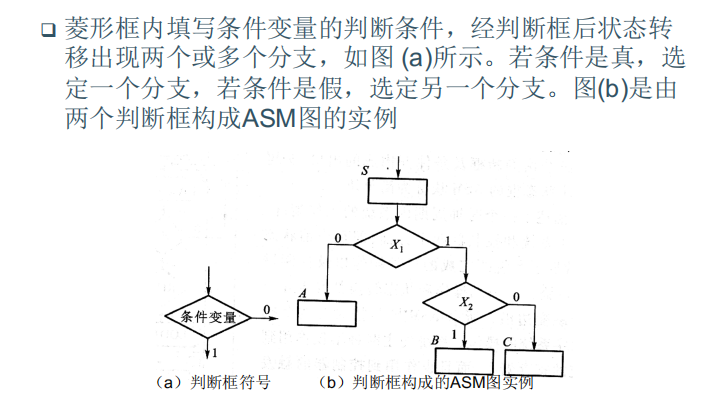 ❑ 菱形框内填写条件变量的判断条件，经判断框后状态转
移出现两个或多个分支，如图 (a)所示。若条件是真，选
定一个分支，若条件是假，选定另一个分支。图(b)是由
两个判断框构成ASM图的实例
S
0
X₁
1
A
X₂
0
条件变量
0
1
B
1
C
（a）判断框符号
（b）判断框构成的ASM图实例